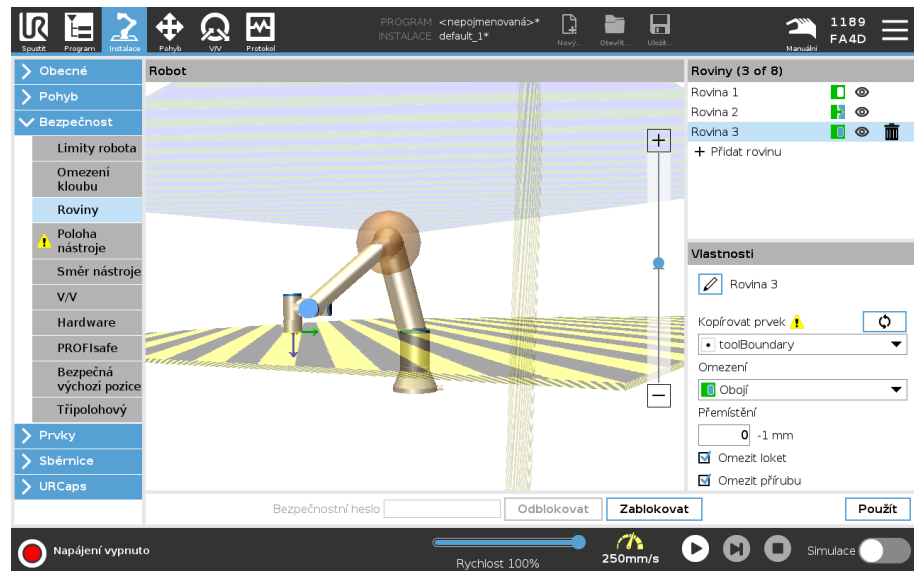 PROGRAM <nepojmenovaná>*
INSTALACE default_1*
Spustit
Program
Instalace
Pohyb
V/V
Protokol
Nový...
Otevřít...
Uložit...
Manuální
1189
FA4D
Obecné
Pohyb
Bezpečnost
Limity robota
Omezení
kloubu
Roviny
Poloha
nástroje
Směr nástroje
V/V
Hardware
PROFIsafe
Bezpečná
výchozí pozice
Třípolohový
Prvky
Sběrnice
URCaps
Robot
Roviny (3 of 8)
Rovina 1
Rovina 2
Rovina 3
+ Přidat rovinu
Vlastnosti
Rovina 3
Kopírovat prvek
toolBoundary
Omezení
Obojí
Přemístění
0 -1 mm
Omezit loket
Omezit přírubu
Bezpečnostní heslo
Odblokovat
Zablokovat
Použít
Napájení vypnuto
Rychlost 100%
250mm/s
Simulace